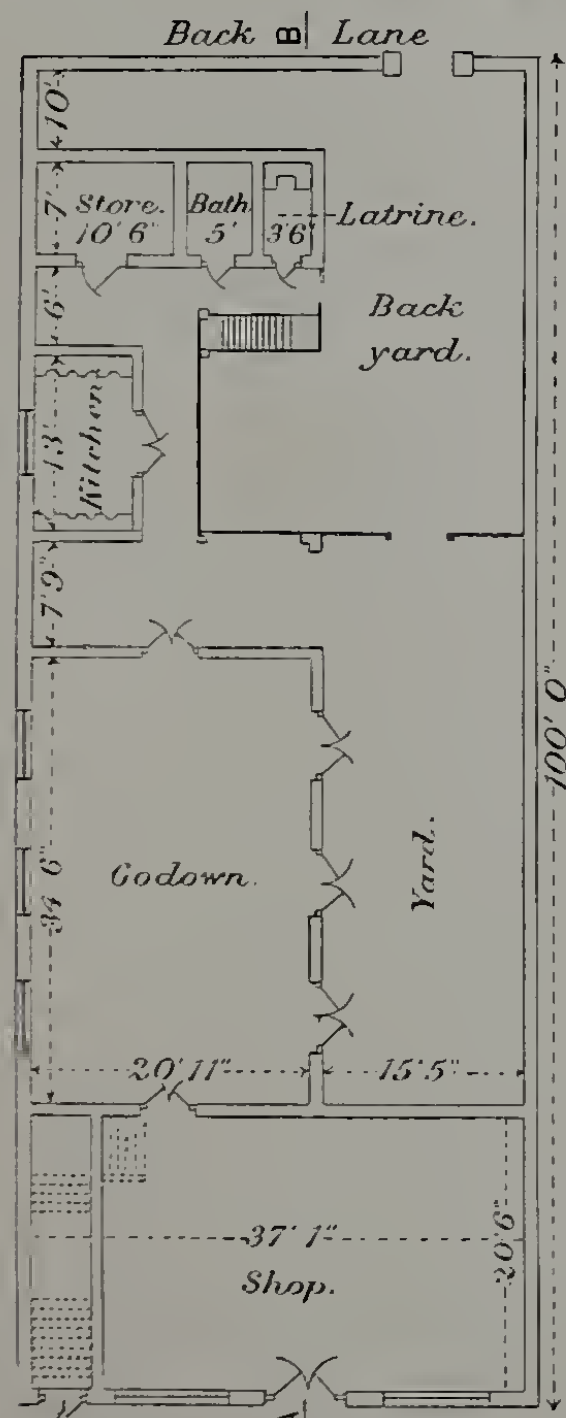 Back B Lane
10'
7'
Store.
10' 6"
Bath
5'
3'6"
Latrine.
6'
Back
yard.
13'
Kitchen
7' 9"
100' 0"
34' 6"
Godown.
Yard.
20' 11"
15' 5"
37' 1"
20' 6"
Shop.